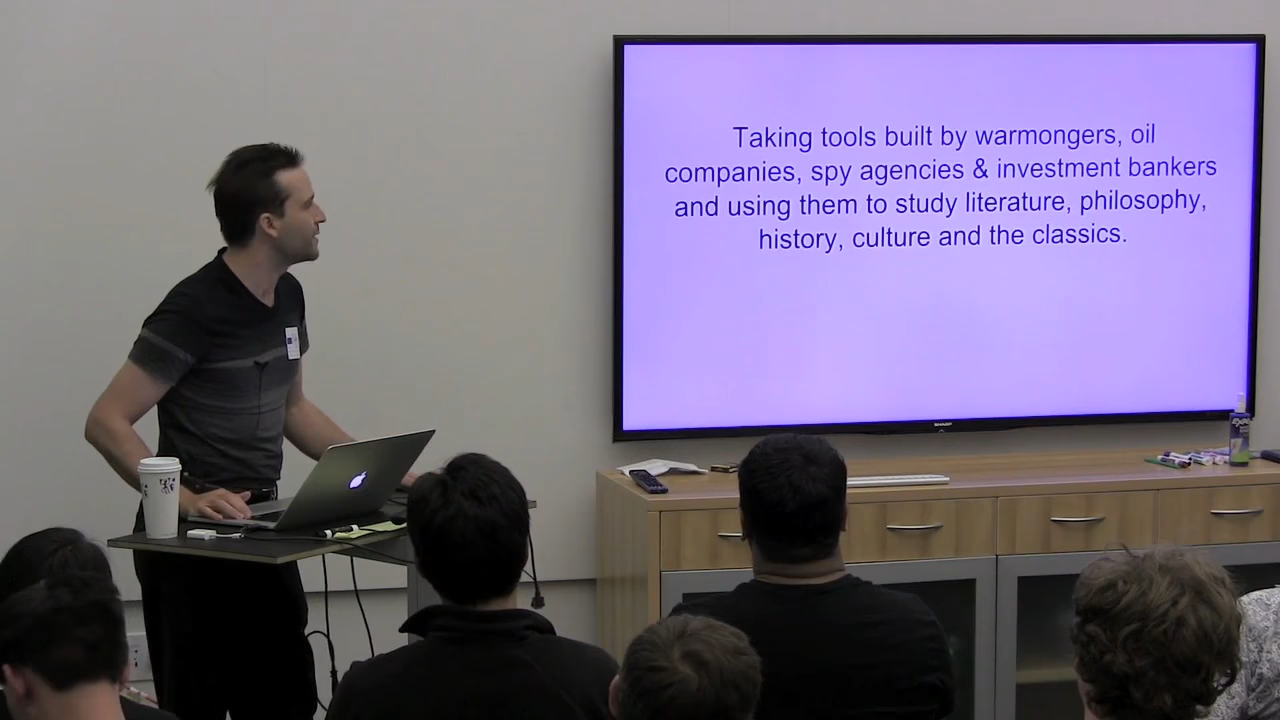 Taking tools built by warmongers, oil
companies, spy agencies & investment bankers
and using them to study literature, philosophy,
history, culture and the classics.
SHARP